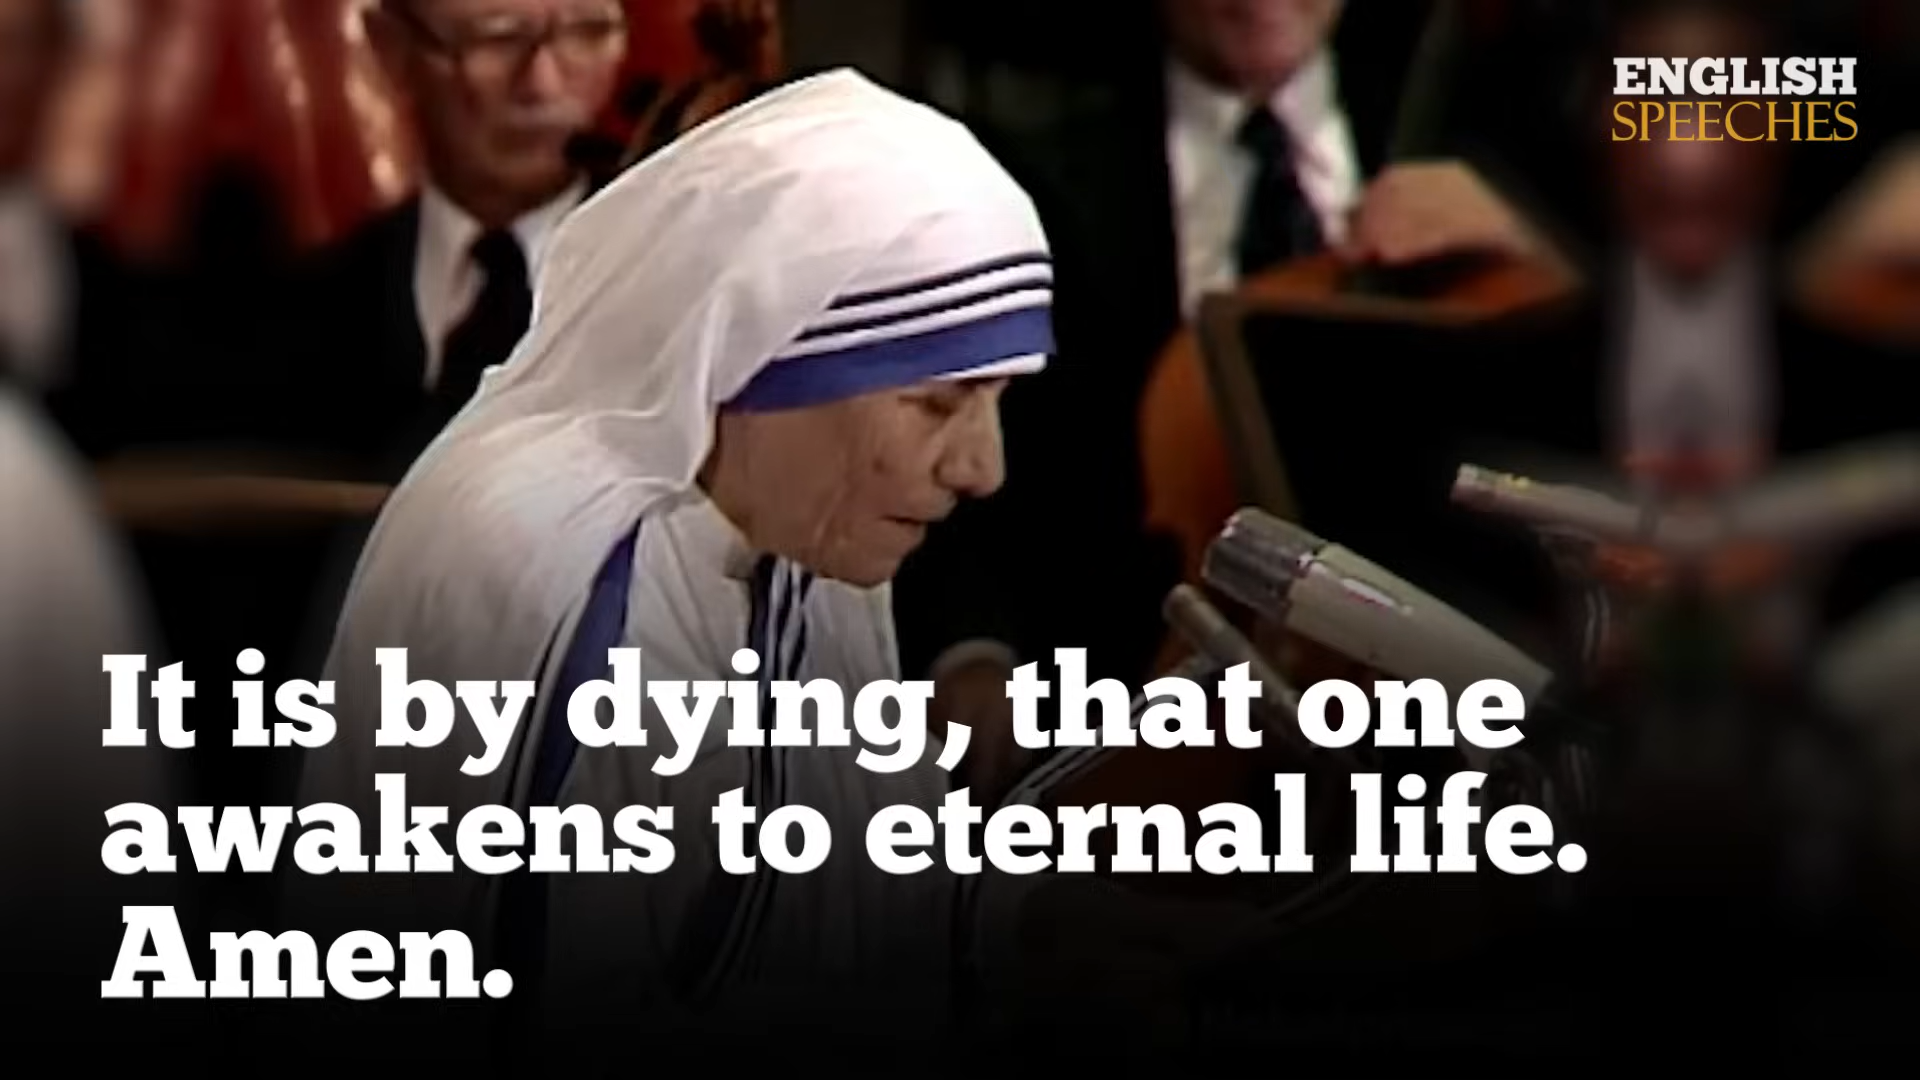 ENGLISH
SPEECHES
It is by dying, that one
awakens to eternal life.
Amen.